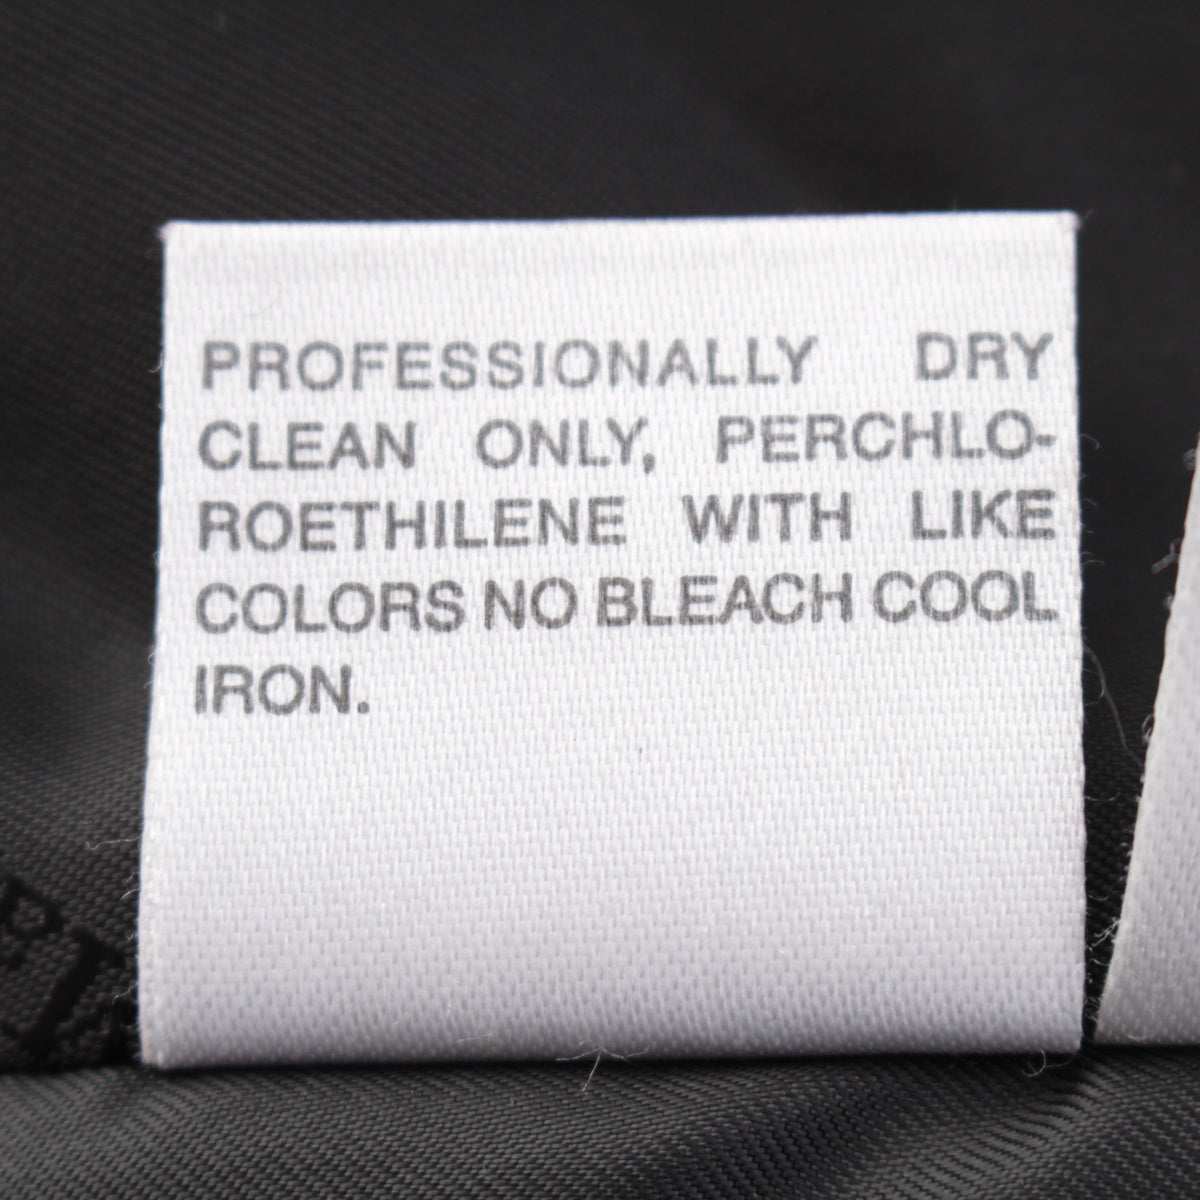 PROFESSIONALLY DRY
CLEAN ONLY, PERCHLO-
ROETHILENE WITH LIKE
COLORS NO BLEACH COOL
IRON.